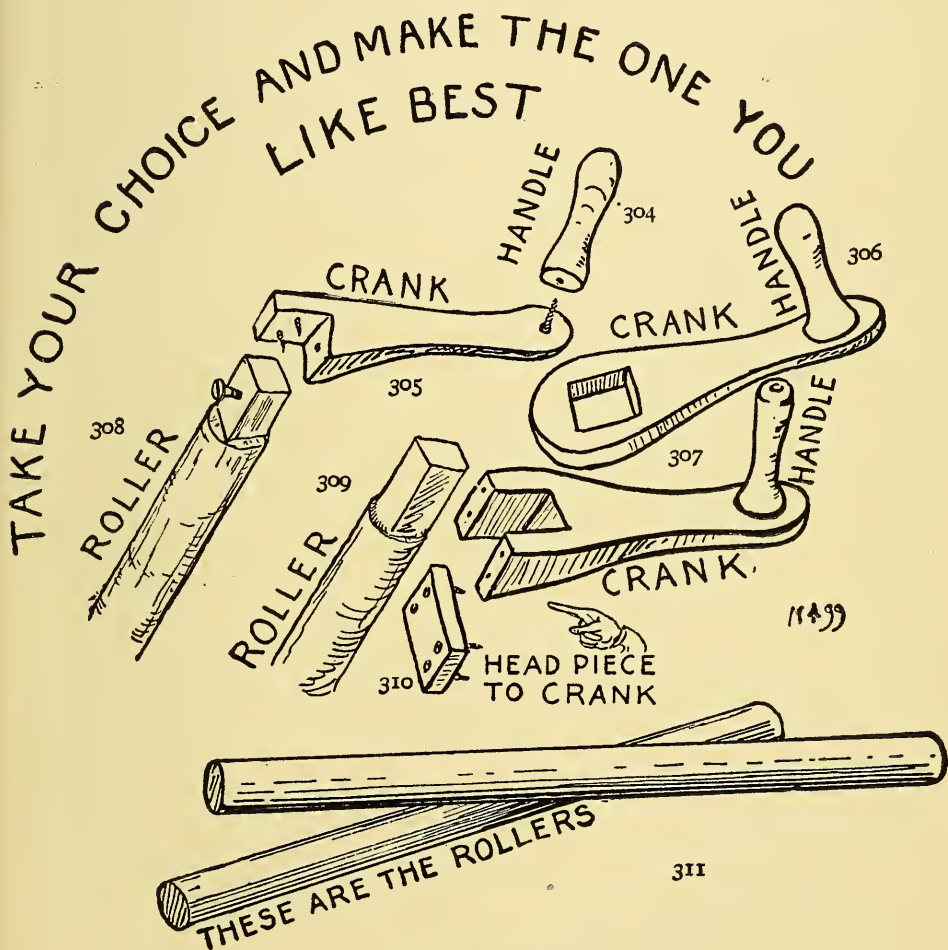 TAKE YOUR CHOICE AND MAKE THE ONE YOU
LIKE BEST
HANDLE
304
HANDLE
306
CRANK
305
CRANK
307
HANDLE
308
ROLLER
309
ROLLER
CRANK.
310
HEAD PIECE
TO CRANK
THESE ARE THE ROLLERS
311